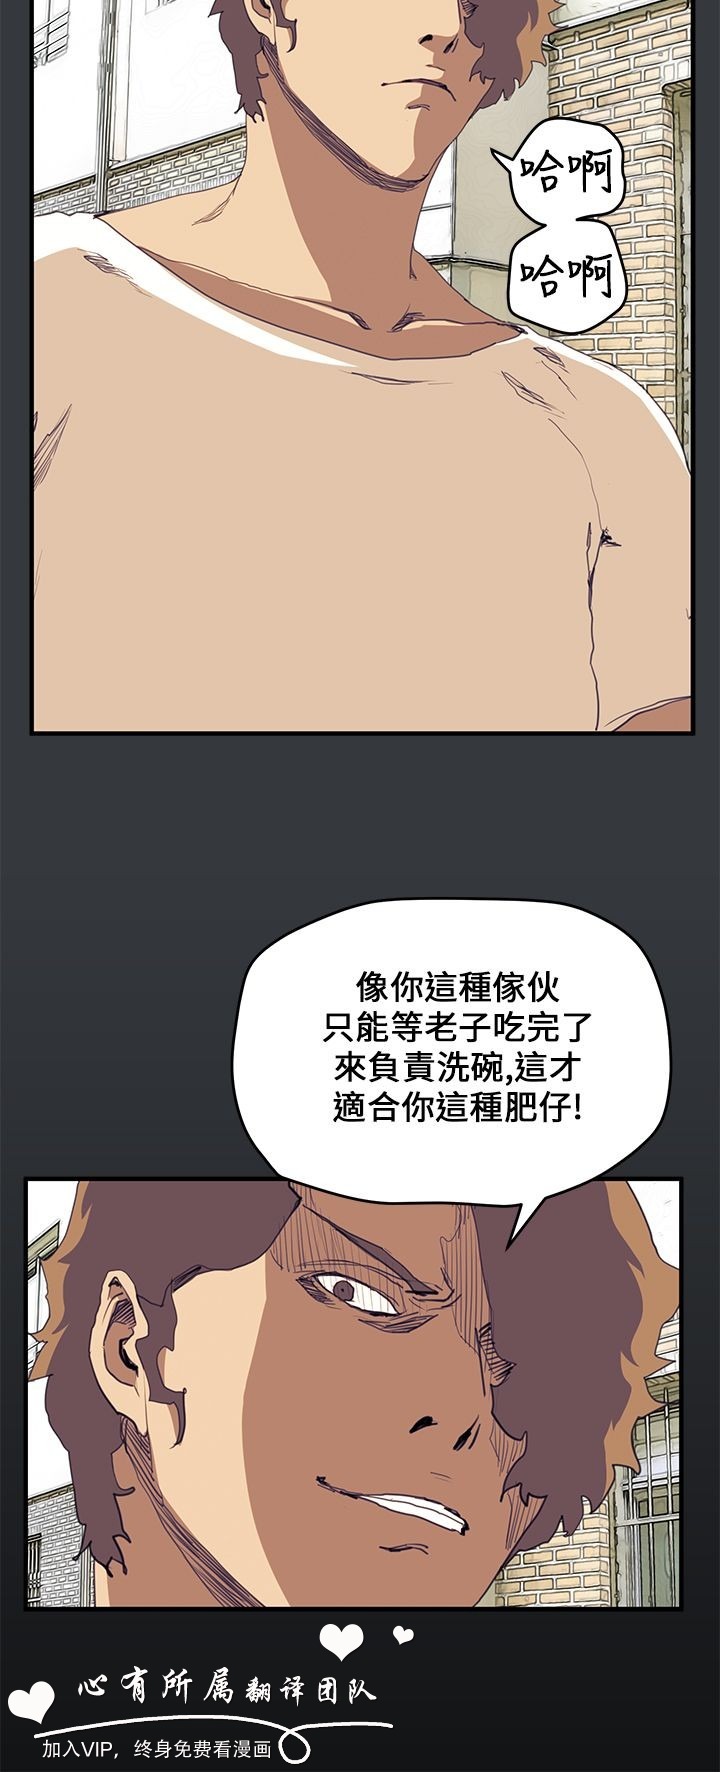 哈啊
哈啊
像你這種傢伙
只能等老子吃完了
來負責洗碗,這才
適合你這種肥仔!
心有所属翻译团队
加入VIP，终身免费看漫画